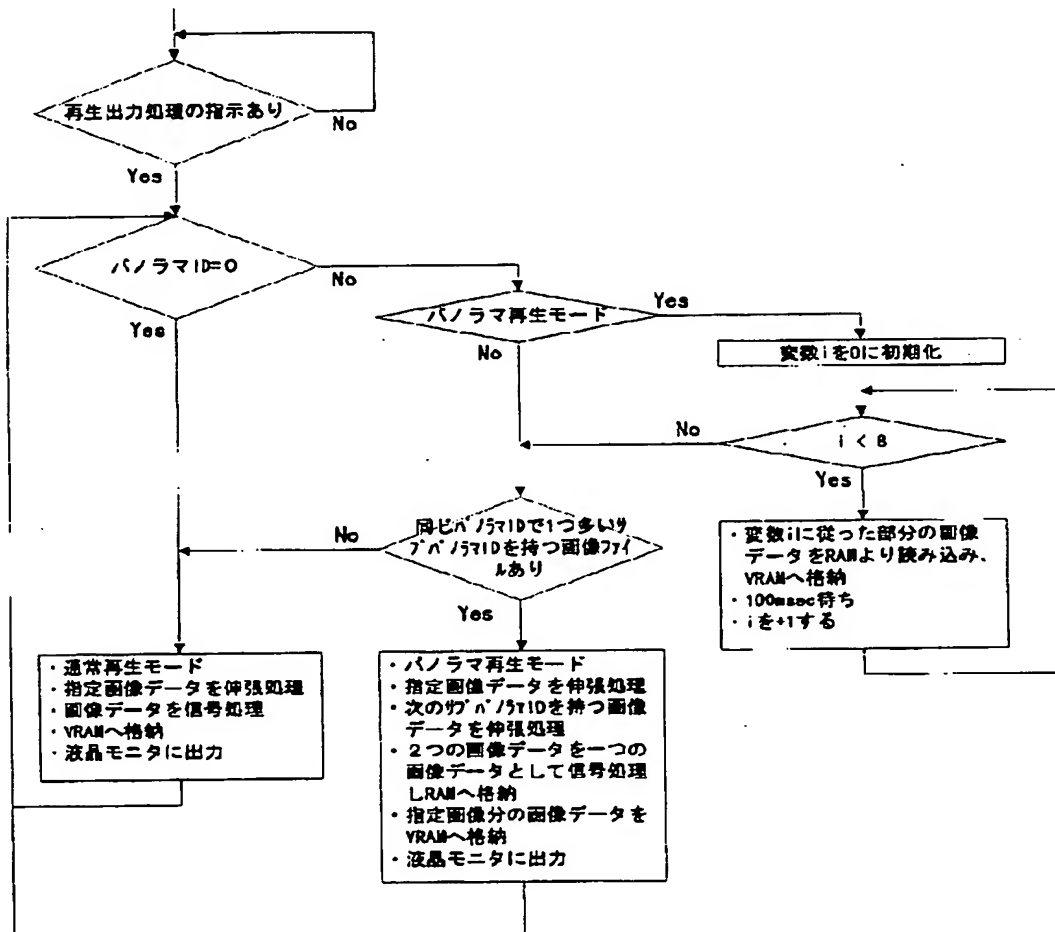 再生出力処理の指示あり
No
Yes
パノラマID=0
No
Yes
パノラマ再生モード
Yes
No
変数iを0に初期化
i < 8
No
Yes
・変数iに従った部分の画像
データをRAMより読み込み、
VRAMへ格納
・100msec待ち
・iを+1する
同じパノラマIDで1つ多いサ
ブパノラマIDを持つ画像ファイ
ルあり
No
Yes
・通常再生モード
・指定画像データを伸張処理
・画像データを信号処理
・VRAMへ格納
・液晶モニタに出力
・パノラマ再生モード
・指定画像データを伸張処理
・次のサブパノラマIDを持つ画像
データを伸張処理
・2つの画像データを一つの
画像データとして信号処理
しRAMへ格納
・指定画像分の画像データを
VRAMへ格納
・液晶モニタに出力